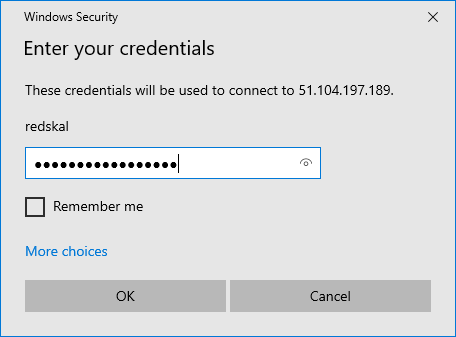 Windows Security
Enter your credentials
These credentials will be used to connect to 51.104.197.189.
redskal
●●●●●●●●●●●●●●●●●
Remember me
More choices
OK
Cancel